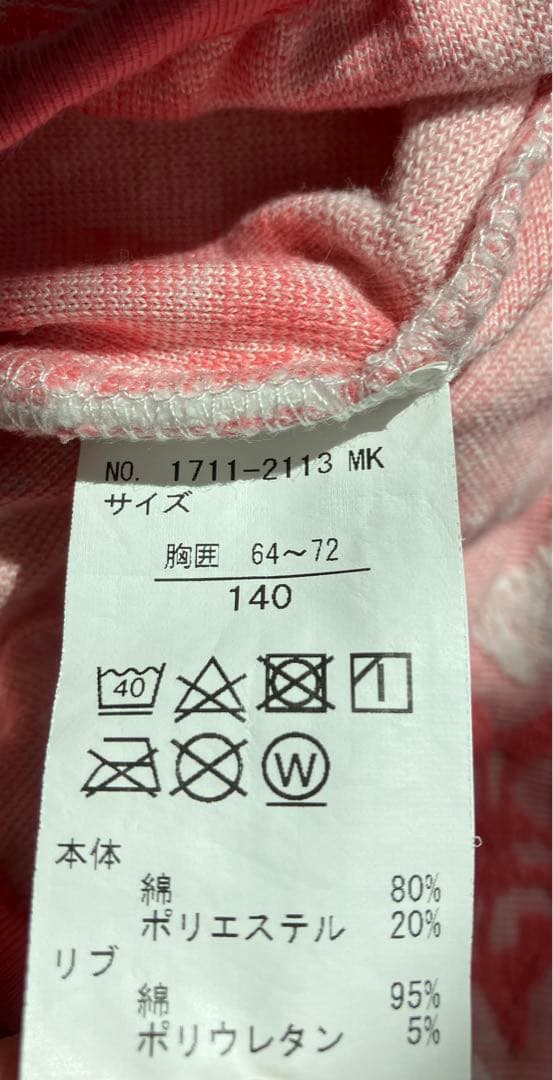 NO. 1711-2113 MK
サイズ
胸囲 64～72
140
40
W
本体
綿 80%
ポリエステル 20%
リブ
綿 95%
ポリウレタン 5%